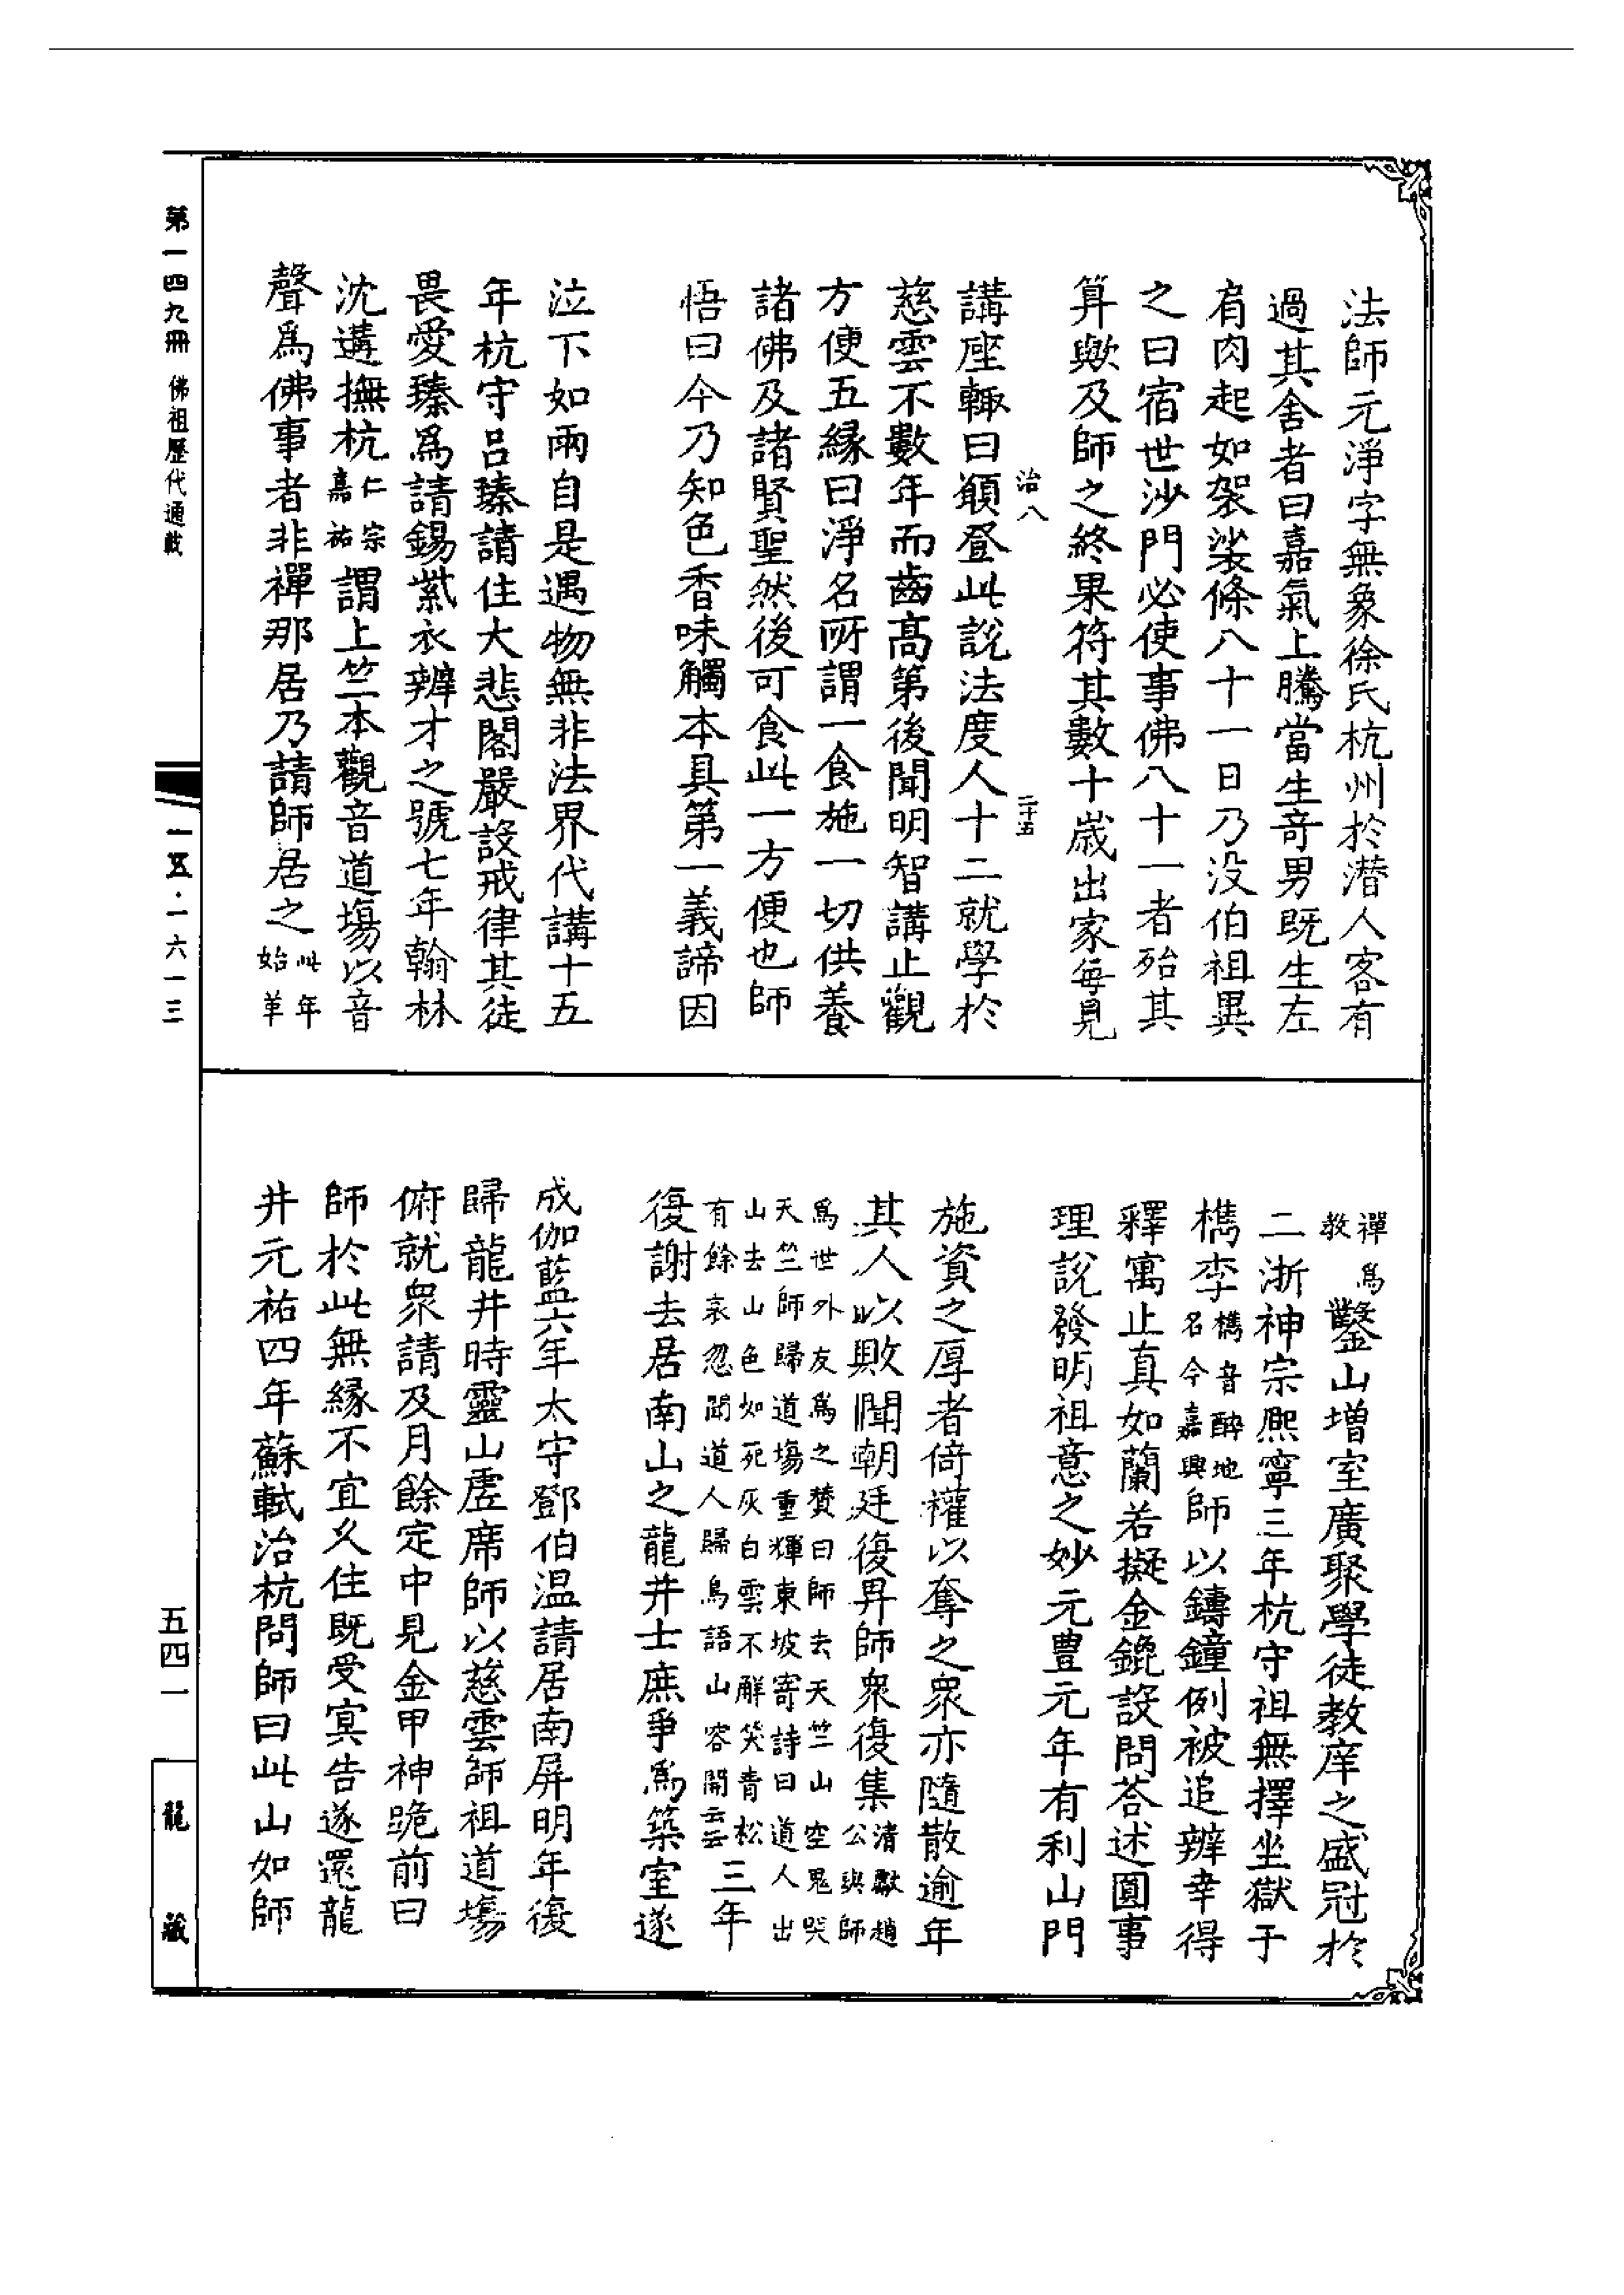 法師元淨字無象徐氏杭州於潛人客有
過其舍者曰嘉氣上騰當生竒男既生左
肩肉起如袈裟條八十一日乃没伯祖異
之曰宿世沙門必使事佛八十一者殆其
算歟及師之終果符其數十歲出家每見
治八 二十五
講座輙曰願登此說法度人十二就學於
慈雲不數年而齒高第後聞明智講止觀
方便五緣曰淨名所謂一食施一切供養
諸佛及諸賢聖然後可食此一方便也師
悟曰今乃知色香味觸本具第一義諦因
泣下如雨自是遇物無非法界代講十五
年杭守呂臻請住大悲閣嚴設戒律其徒
畏愛臻為請錫紫衣辨才之號七年翰林
沈遘撫杭仁宗嘉祐謂上竺本觀音道場以音
聲為佛事者非禪那居乃請師居之此年始革
禪為教鑿山增室廣聚學徒教庠之盛冠於
二浙神宗熈寧三年杭守祖無擇坐獄于
檇李檇音醉地名今嘉興師以鑄鐘例被追辨幸得
釋寓止真如蘭若擬金錍設問荅述圓事
理說發明祖意之妙元豊元年有利山門
施資之厚者倚權以奪之衆亦隨散逾年
其人以敗聞朝廷復昇師衆復集清獻趙公與師
為世外友為之贊曰師去天竺山空鬼哭
天竺師歸道塲重輝東坡寄詩曰道人出
山去山色如死灰白雲不解笑青松
有餘哀忽聞道人歸鳥語山容開云云三年
復謝去居南山之龍井士庶爭為築室遂
成伽藍六年太守鄧伯温請居南屏明年復
歸龍井時靈山虛席師以慈雲師祖道塲
俯就衆請及月餘定中見金甲神跪前曰
師於此無緣不宜久住既受冥告遂還龍
井元祐四年蘇軾治杭問師曰此山如師
第一四九冊 佛祖歷代通載
一五五·一六一三
五四一
龍藏